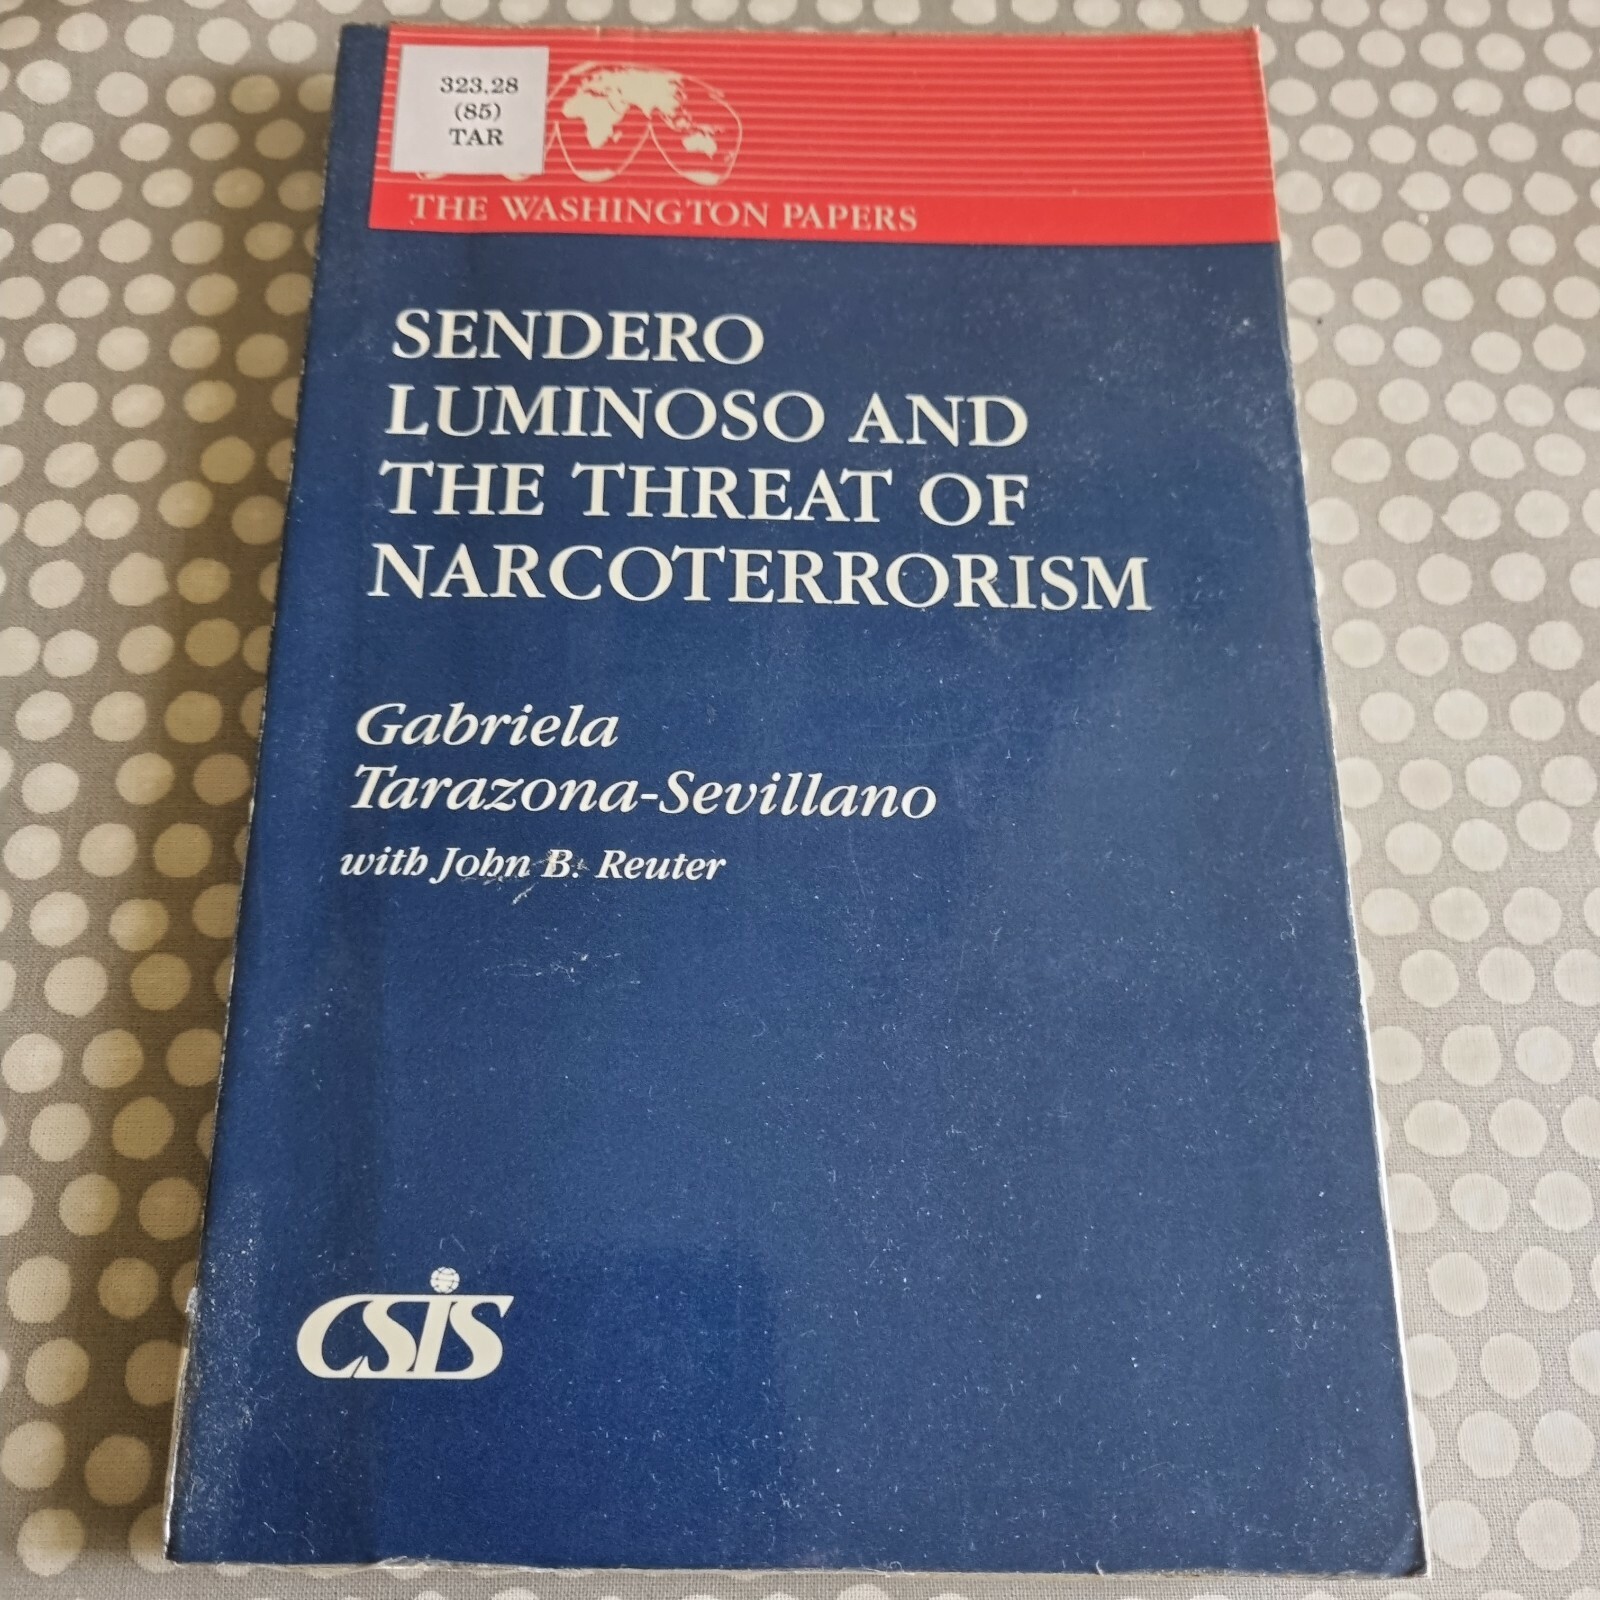 323.28
(85)
TAR
THE WASHINGTON PAPERS
SENDERO
LUMINOSO AND
THE THREAT OF
NARCOTERRORISM
Gabriela
Tarazona-Sevillano
with John B. Reuter
CSIS